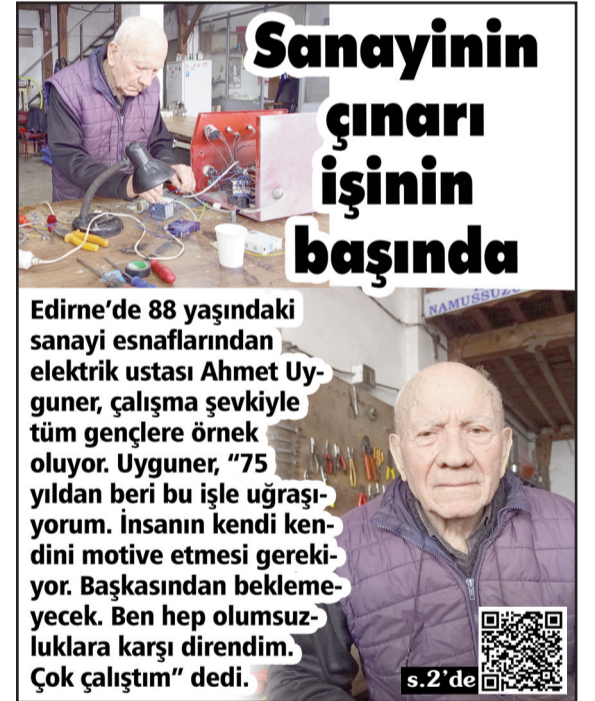 Sanayinin
çınarı
işinin
başında
NAMUSSUZ
Edirne’de 88 yaşındaki
sanayi esnaflarından
elektrik ustası Ahmet Uy-
guner, çalışma şevkiyle
tüm gençlere örnek
oluyor. Uyguner, “75
yıldan beri bu işle uğraşı-
yorum. İnsanın kendi ken-
dini motive etmesi gereki-
yor. Başkasından bekleme-
yecek. Ben hep olumsuz-
luklara karşı direndim.
Çok çalıştım” dedi.
s.2’de